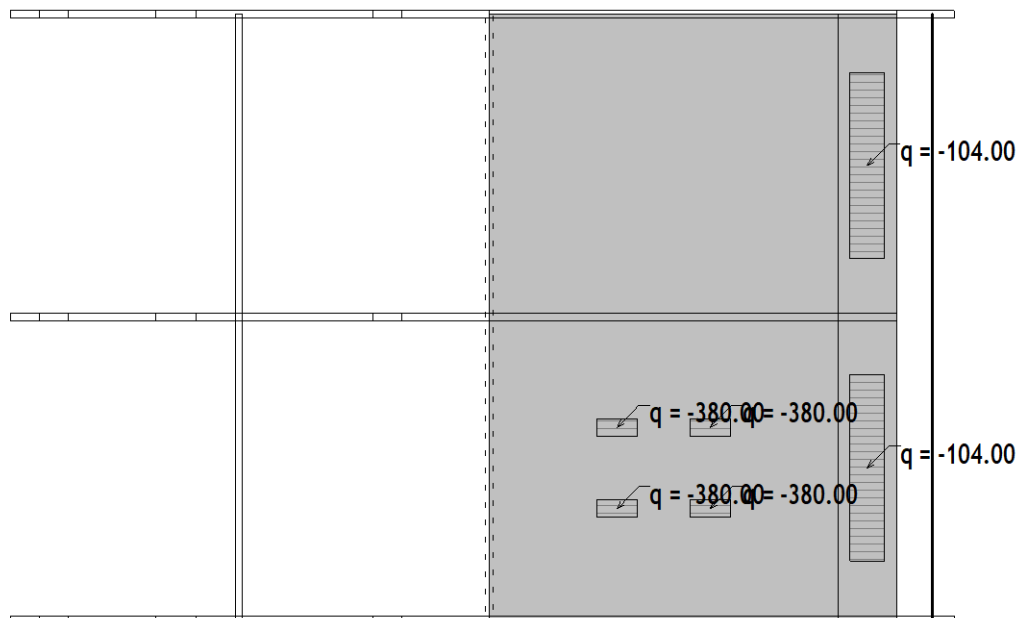 q = -104.00
q = -380.00
q = -380.00
q = -104.00
q = -380.00
q = -380.00